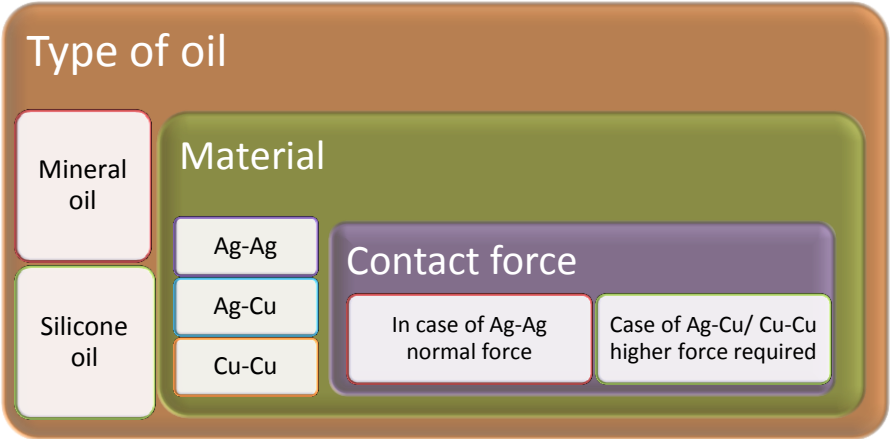 Type of oil
Mineral
oil
Silicone
oil
Material
Ag-Ag
Ag-Cu
Cu-Cu
Contact force
In case of Ag-Ag
normal force
Case of Ag-Cu/ Cu-Cu
higher force required